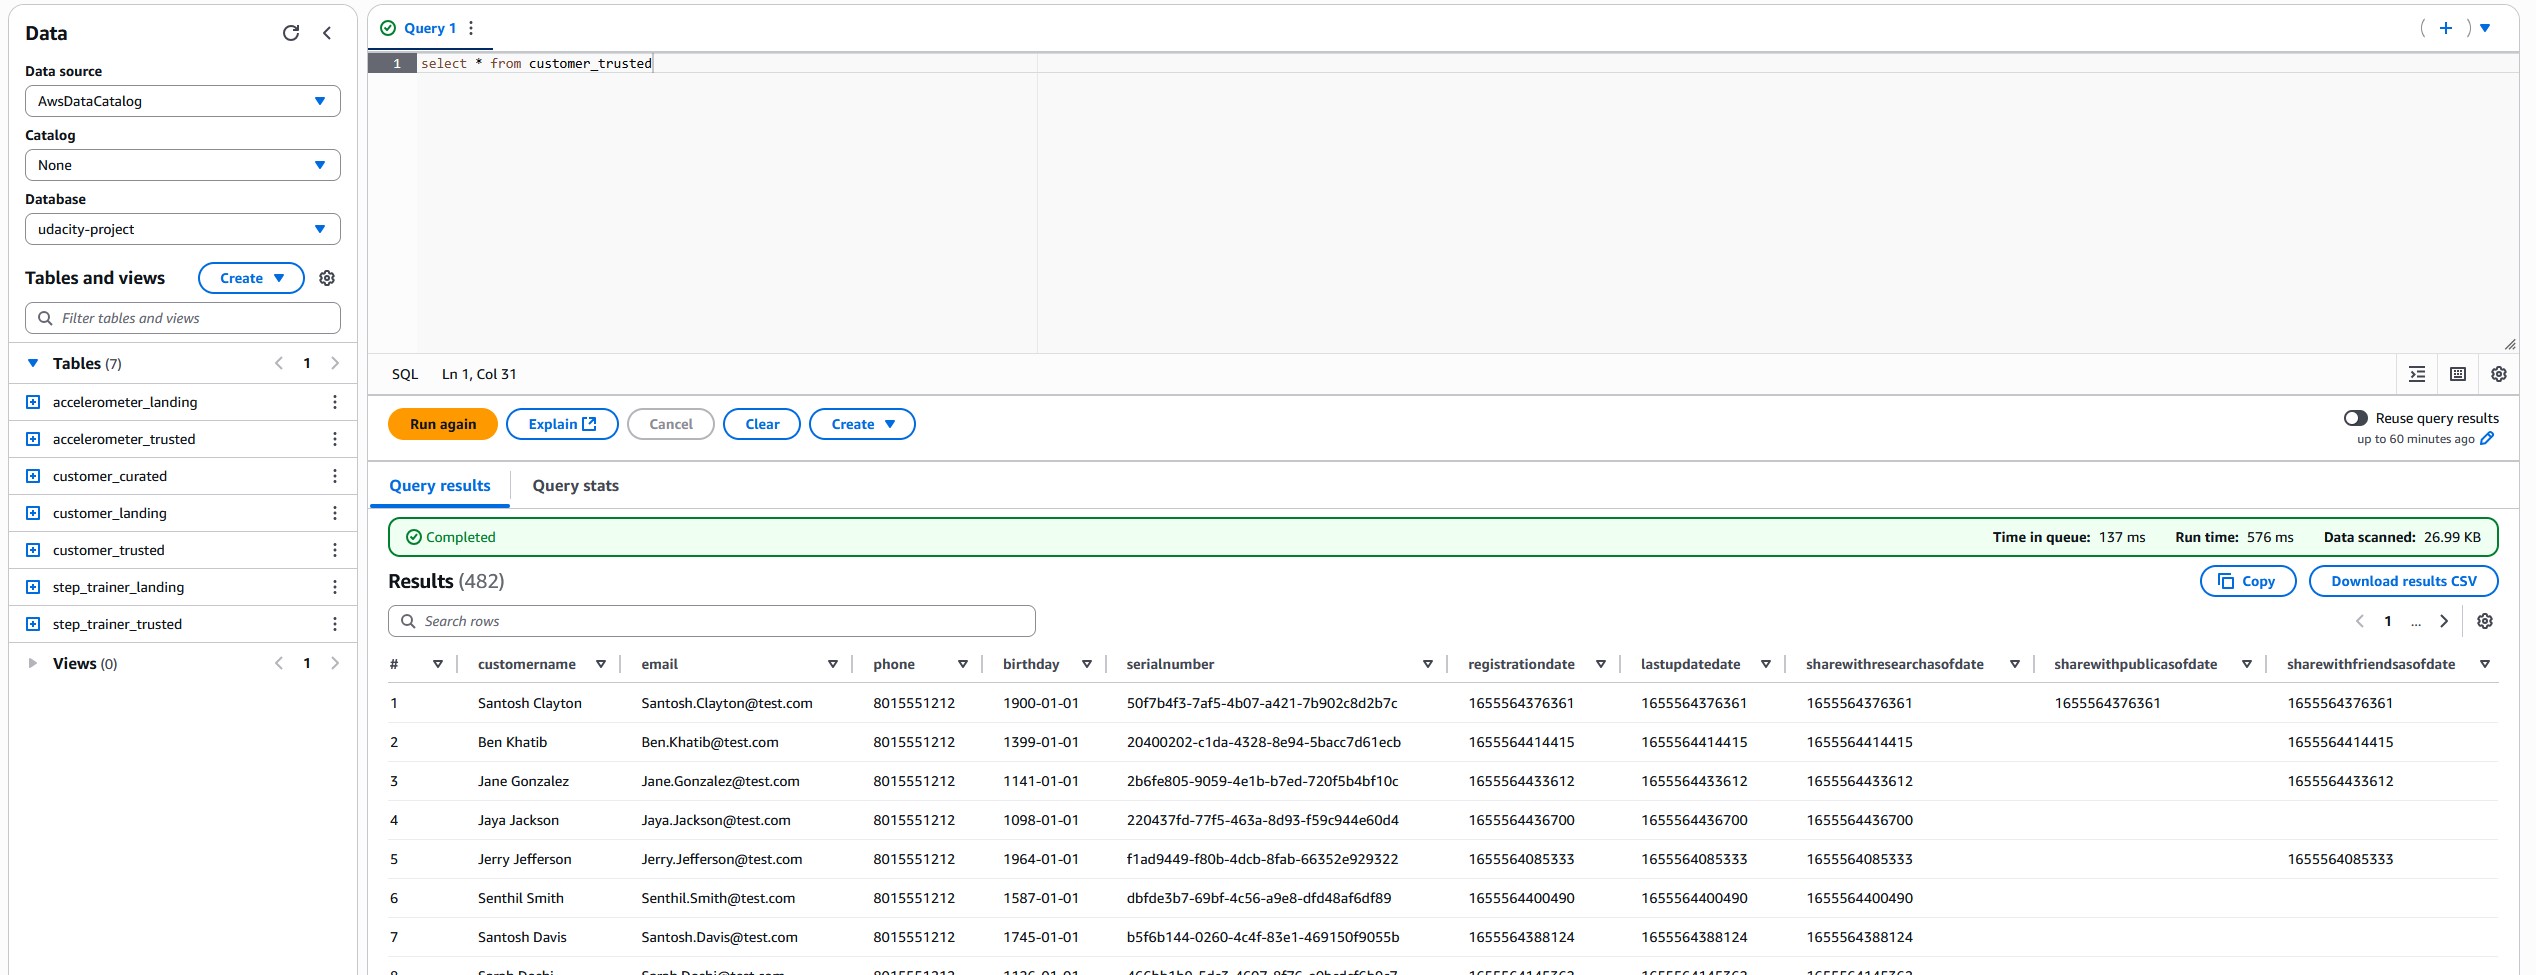 Data
Data source
AwsDataCatalog
Catalog
None
Database
udacity-project
Tables and views
Create
Filter tables and views
Tables (7)
1
accelerometer_landing
accelerometer_trusted
customer_curated
customer_landing
customer_trusted
step_trainer_landing
step_trainer_trusted
Views (0)
1
Query 1
1 select * from customer_trusted
SQL Ln 1, Col 31
Run again Explain Cancel Clear Create
Reuse query results
up to 60 minutes ago
Query results Query stats
Completed Time in queue: 137 ms Run time: 576 ms Data scanned: 26.99 KB
Results (482) Copy Download results CSV
Search rows 1 ...
# customername email phone birthday serialnumber registrationdate lastupdatedate sharewithresearchasofdate sharewithpublicasofdate sharewithfriendsasofdate
1 Santosh Clayton Santosh.Clayton@test.com 8015551212 1900-01-01 50f7b4f3-7af5-4b07-a421-7b902c8d2b7c 1655564376361 1655564376361 1655564376361 1655564376361 1655564376361
2 Ben Khatib Ben.Khatib@test.com 8015551212 1399-01-01 20400202-c1da-4328-8e94-5bacc7d61ecb 1655564414415 1655564414415 1655564414415 1655564414415
3 Jane Gonzalez Jane.Gonzalez@test.com 8015551212 1141-01-01 2b6fe805-9059-4e1b-b7ed-720f5b4bf10c 1655564433612 1655564433612 1655564433612 1655564433612
4 Jaya Jackson Jaya.Jackson@test.com 8015551212 1098-01-01 220437fd-77f5-463a-8d93-f59c944e60d4 1655564436700 1655564436700 1655564436700
5 Jerry Jefferson Jerry.Jefferson@test.com 8015551212 1964-01-01 f1ad9449-f80b-4dcb-8fab-66352e929322 1655564085333 1655564085333 1655564085333 1655564085333
6 Senthil Smith Senthil.Smith@test.com 8015551212 1587-01-01 dbfde3b7-69bf-4c56-a9e8-dfd48af6df89 1655564400490 1655564400490 1655564400490
7 Santosh Davis Santosh.Davis@test.com 8015551212 1745-01-01 b5f6b144-0260-4c4f-83e1-469150f9055b 1655564388124 1655564388124 1655564388124